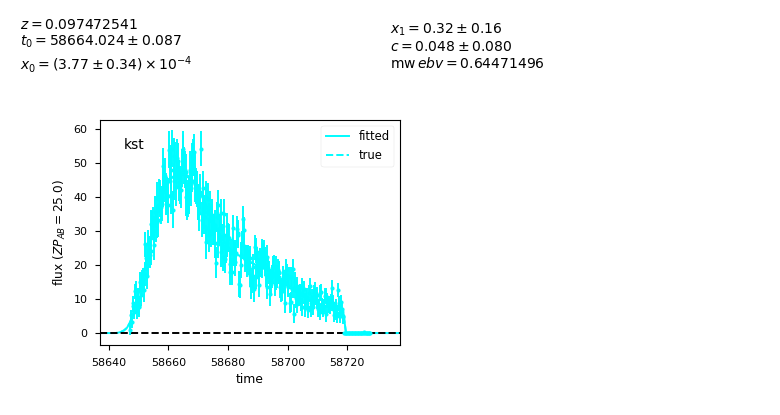 z = 0.097472541
t₀ = 58664.024 ± 0.087
x₀ = (3.77 ± 0.34) × 10⁻⁴
x₁ = 0.32 ± 0.16
c = 0.048 ± 0.080
mw ebv = 0.64471496
kst
fitted
true
60
50
40
30
20
10
0
flux (ZP_AB = 25.0)
58640 58660 58680 58700 58720
time